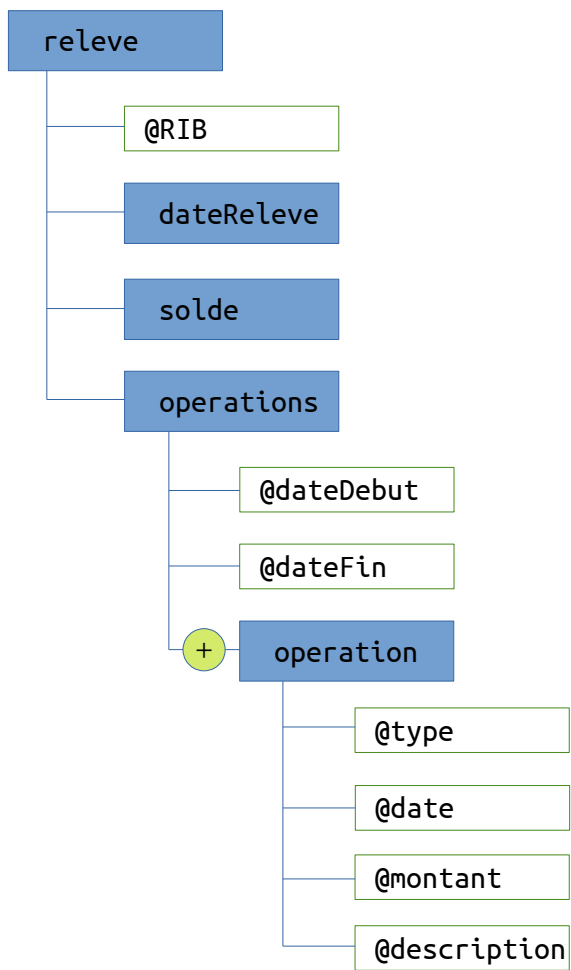 releve
@RIB
dateReleve
solde
operations
@dateDebut
@dateFin
+
operation
@type
@date
@montant
@description